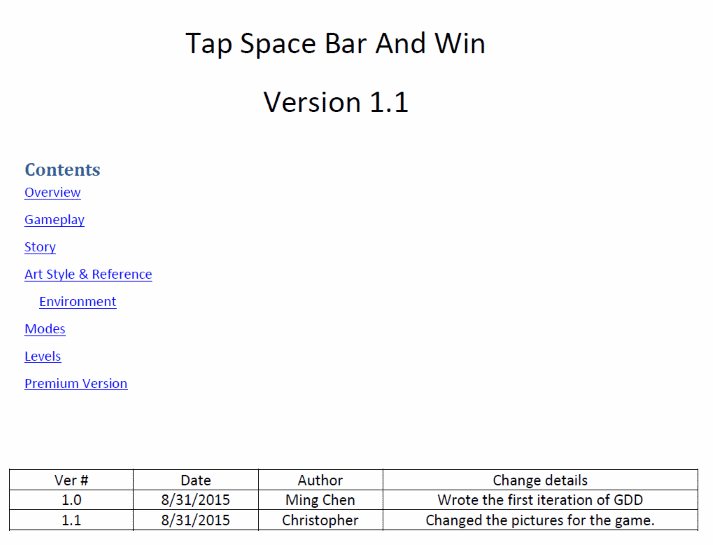 Tap Space Bar And Win
Version 1.1
Contents
Overview
Gameplay
Story
Art Style & Reference
Environment
Modes
Levels
Premium Version
Ver # Date Author Change details
1.0 8/31/2015 Ming Chen Wrote the first iteration of GDD
1.1 8/31/2015 Christopher Changed the pictures for the game.